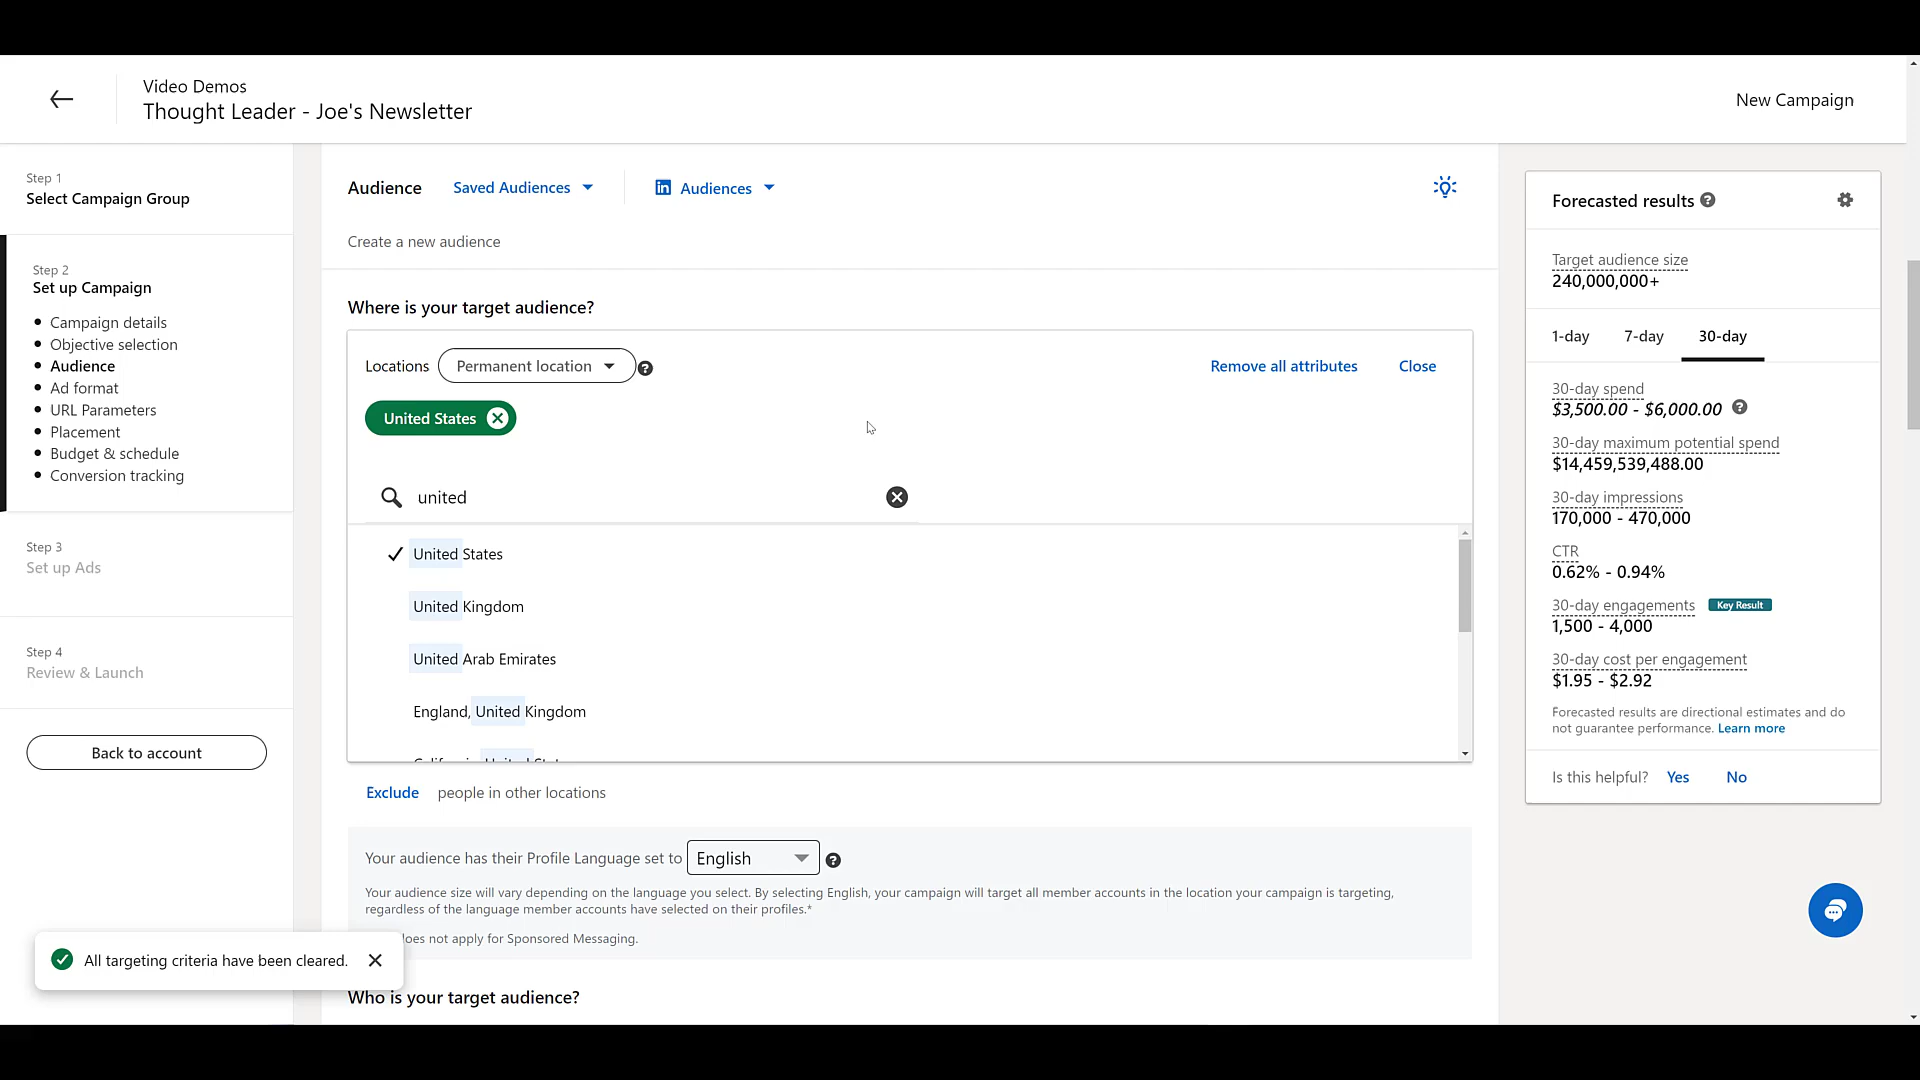 Video Demos
Thought Leader - Joe's Newsletter
New Campaign
Step 1
Select Campaign Group
Step 2
Set up Campaign
Campaign details
Objective selection
Audience
Ad format
URL Parameters
Placement
Budget & schedule
Conversion tracking
Step 3
Set up Ads
Step 4
Review & Launch
Back to account
Audience
Saved Audiences
in Audiences
Create a new audience
Where is your target audience?
Locations
Permanent location
Remove all attributes
Close
United States
united
United States
United Kingdom
United Arab Emirates
England, United Kingdom
Exclude people in other locations
Your audience has their Profile Language set to English
Your audience size will vary depending on the language you select. By selecting English, your campaign will target all member accounts in the location your campaign is targeting,
regardless of the language member accounts have selected on their profiles.*
does not apply for Sponsored Messaging.
Who is your target audience?
All targeting criteria have been cleared.
Forecasted results
Target audience size
240,000,000+
1-day 7-day 30-day
30-day spend
$3,500.00 - $6,000.00
30-day maximum potential spend
$14,459,539,488.00
30-day impressions
170,000 - 470,000
CTR
0.62% - 0.94%
30-day engagements Key Result
1,500 - 4,000
30-day cost per engagement
$1.95 - $2.92
Forecasted results are directional estimates and do
not guarantee performance. Learn more
Is this helpful? Yes No